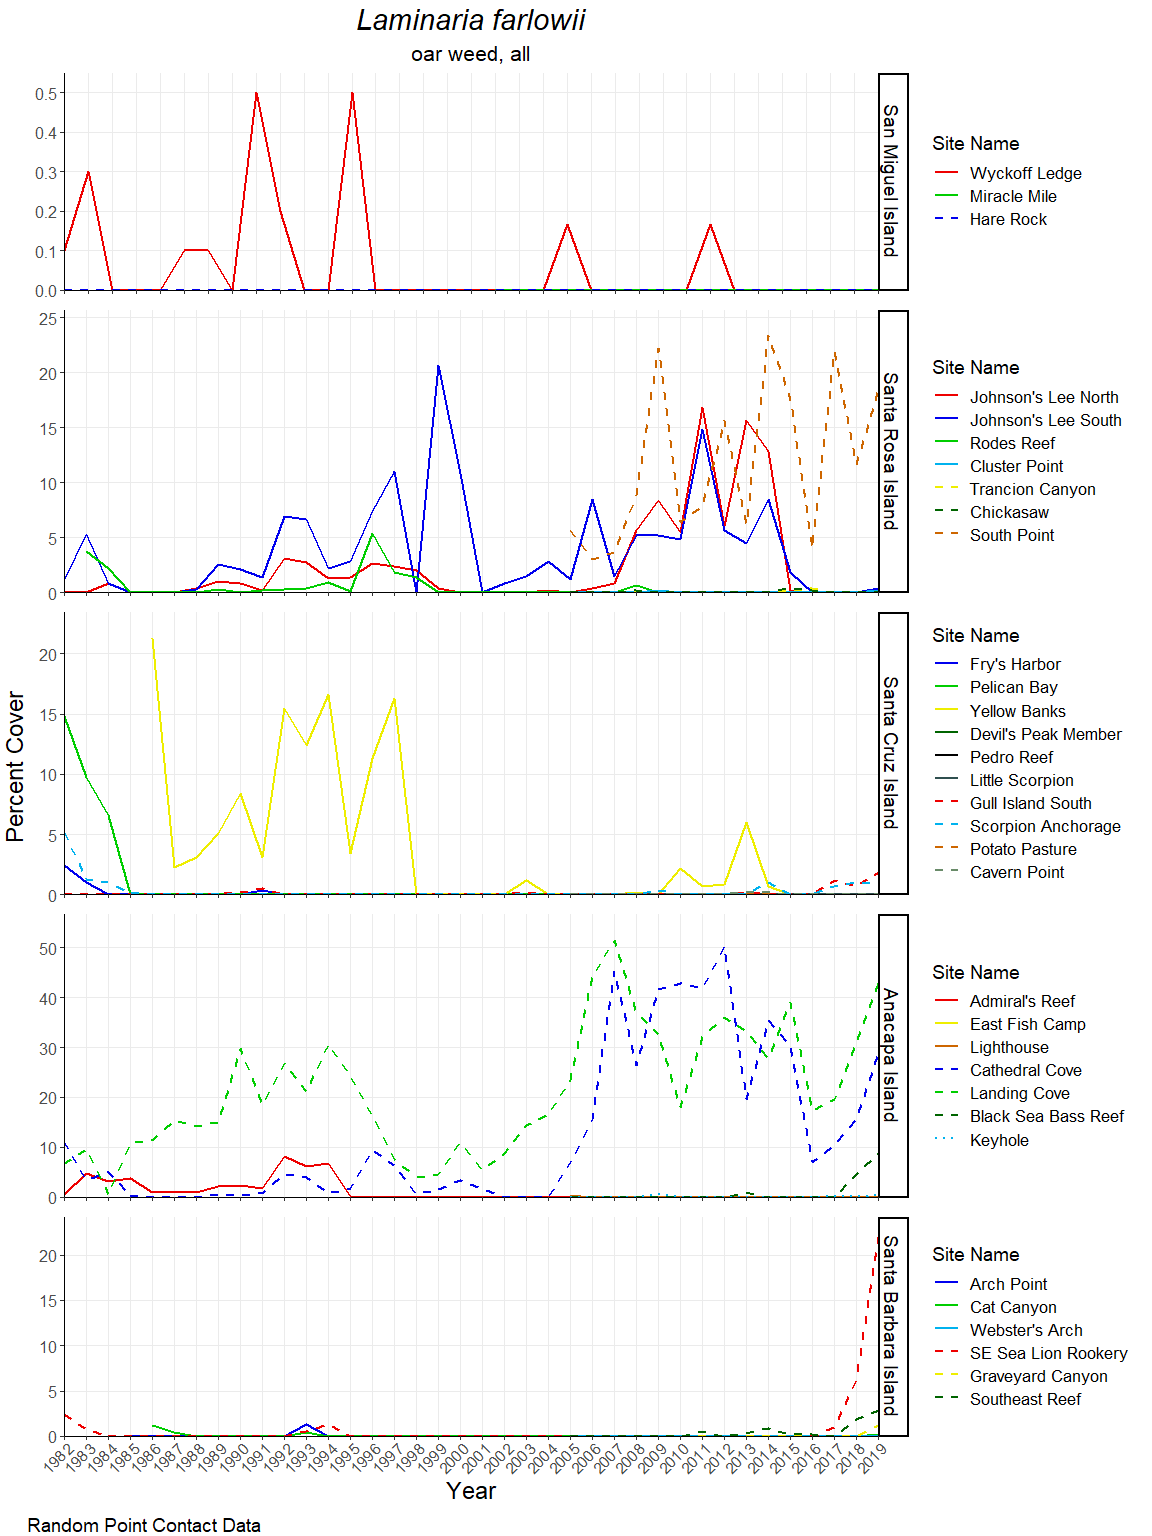 Laminaria farlowii
oar weed, all
0.5
0.4
0.3
0.2
0.1
0.0
San Miguel Island
Site Name
Wyckoff Ledge
Miracle Mile
Hare Rock
25
20
15
10
5
0
Santa Rosa Island
Site Name
Johnson's Lee North
Johnson's Lee South
Rodes Reef
Cluster Point
Trancion Canyon
Chickasaw
South Point
Percent Cover
20
15
10
5
0
Santa Cruz Island
Site Name
Fry's Harbor
Pelican Bay
Yellow Banks
Devil's Peak Member
Pedro Reef
Little Scorpion
Gull Island South
Scorpion Anchorage
Potato Pasture
Cavern Point
50
40
30
20
10
0
Anacapa Island
Site Name
Admiral's Reef
East Fish Camp
Lighthouse
Cathedral Cove
Landing Cove
Black Sea Bass Reef
Keyhole
20
15
10
5
0
Santa Barbara Island
Site Name
Arch Point
Cat Canyon
Webster's Arch
SE Sea Lion Rookery
Graveyard Canyon
Southeast Reef
1982 1983 1984 1985 1986 1987 1988 1989 1990 1991 1992 1993 1994 1995 1996 1997 1998 1999 2000 2001 2002 2003 2004 2005 2006 2007 2008 2009 2010 2011 2012 2013 2014 2015 2016 2017 2018 2019
Year
Random Point Contact Data